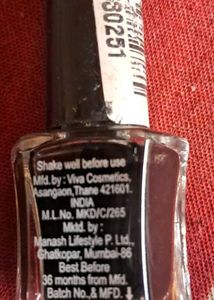 80251
Shake well before use
Mfd.by : Viva Cosmetics,
Asangaon,Thane 421601.
INDIA
M.L.No. MKD/C/265
Mktd. by :
Manash Lifestyle P. Ltd.,
Ghatkopar, Mumbai-86
Best Before
36 months from Mfd.
Batch No.,& MFD.